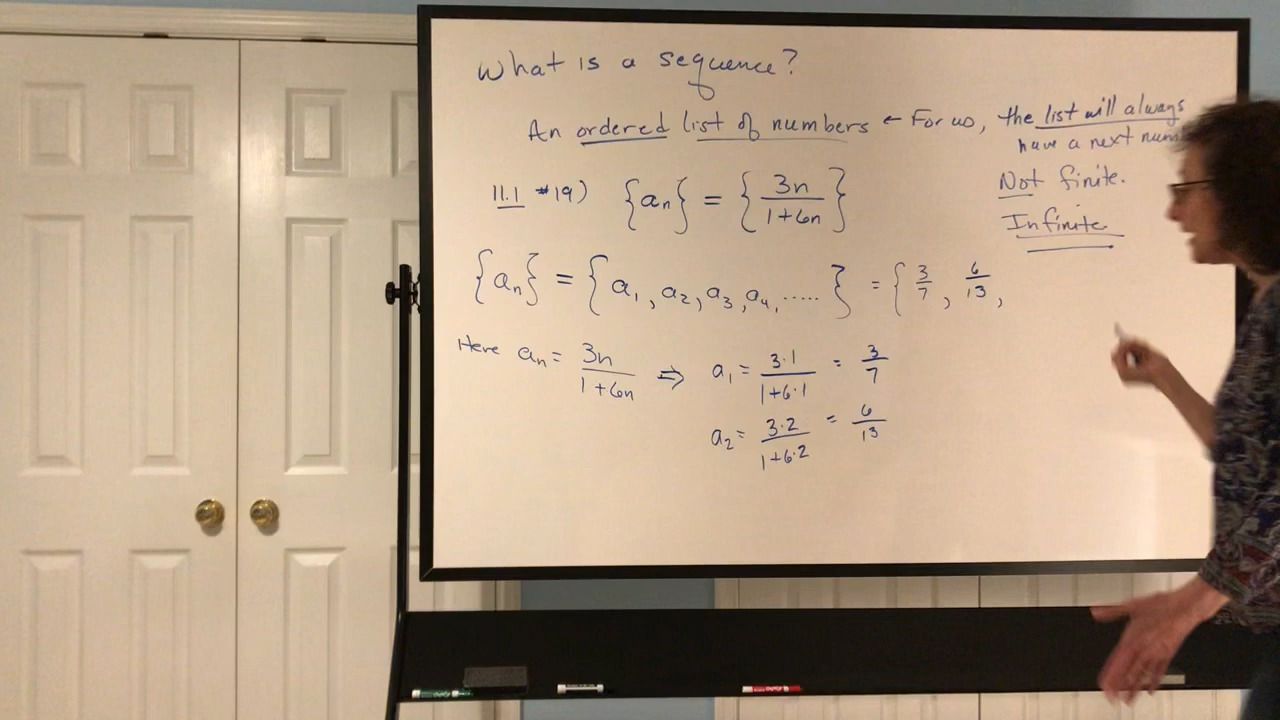 What is a sequence?
An ordered list of numbers ← For us, the list will always
have a next num
Not finite.
Infinite.
11.1 #19) {aₙ} = {3n/(1+6n)}
{aₙ} = {a₁, a₂, a₃, a₄, .....} = {3/7, 6/13,
Here aₙ = 3n/(1+6n) ⇒ a₁ = 3·1/(1+6·1) = 3/7
a₂ = 3·2/(1+6·2) = 6/13